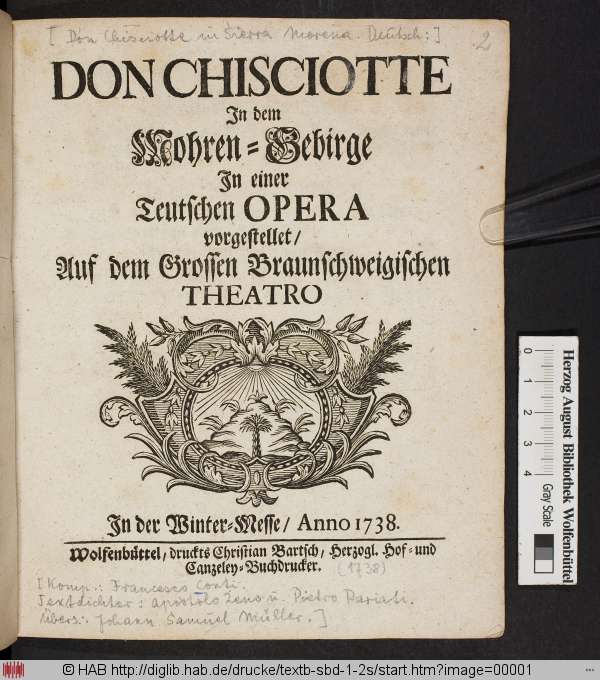 [Don Chisciotte in Sierra Morena. Deutsch:]
2
DON CHISCIOTTE
In dem
Mohren=Gebirge
In einer
Teutschen OPERA
vorgestellet/
Auf dem Grossen Braunschweigischen
THEATRO
In der Winter=Messe/ Anno 1738.
Wolfenbüttel, druckts Christian Bartsch, Herzogl. Hof= und
Canzeley=Buchdrucker.
(1738)
[Komp.: Francesco Conti.
Textdichter: Apostolo Zeno u. Pietro Pariati.
Übers.: Johann Samuel Müller.]
0 1 2 3 4
Gray Scale
Herzog August Bibliothek Wolfenbüttel
© HAB http://diglib.hab.de/drucke/textb-sbd-1-2s/start.htm?image=00001